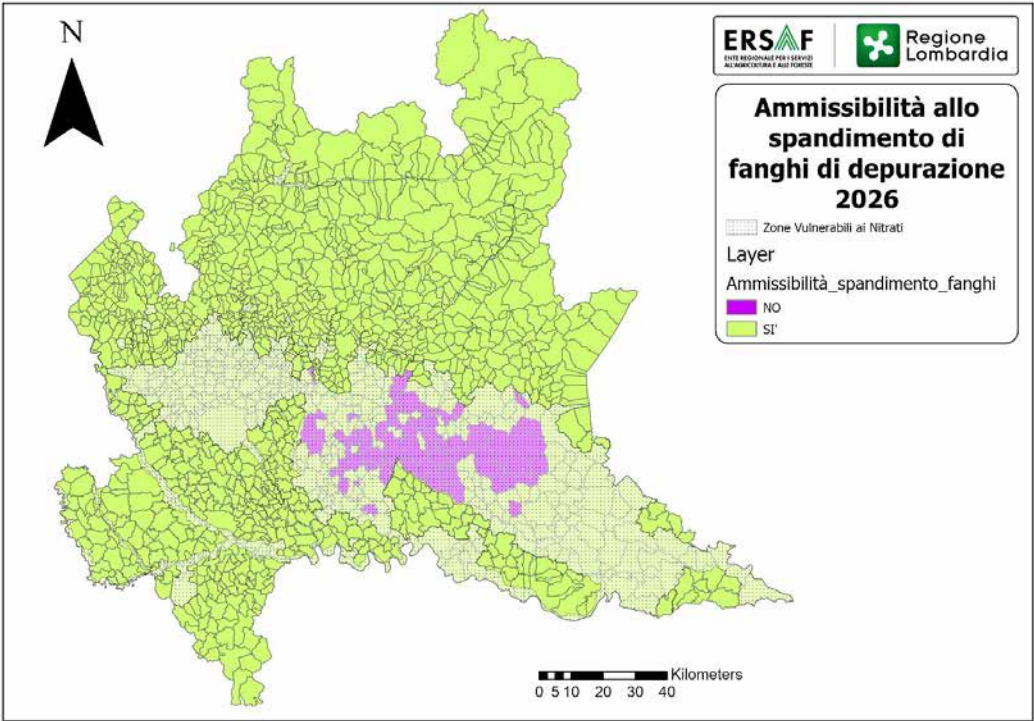 N
ERSAF
ENTE REGIONALE PER I SERVIZI
ALL'AGRICOLTURA E ALLE FORESTE
Regione
Lombardia
Ammissibilità allo
spandimento di
fanghi di depurazione
2026
Zone Vulnerabili ai Nitrati
Layer
Ammissibilità_spandimento_fanghi
NO
SI'
Kilometers
0 5 10 20 30 40